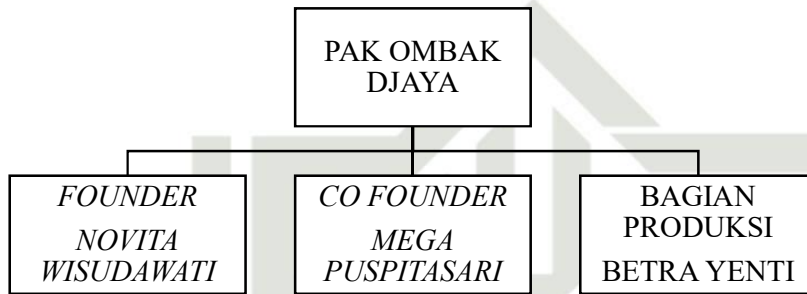 PAK OMBAK
DJAYA
FOUNDER
NOVITA
WISUDAWATI
CO FOUNDER
MEGA
PUSPITASARI
BAGIAN
PRODUKSI
BETRA YENTI